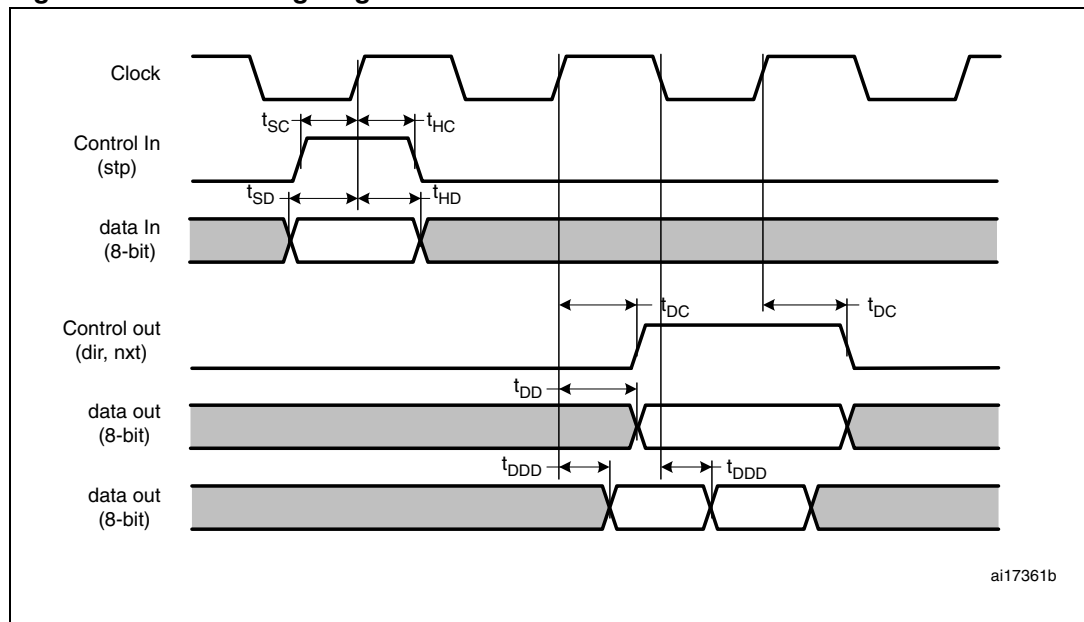 Clock
tSC
tHC
Control In
(stp)
tSD
tHD
data In
(8-bit)
tDC
tDC
Control out
(dir, nxt)
tDD
data out
(8-bit)
tDDD
tDDD
data out
(8-bit)
ai17361b